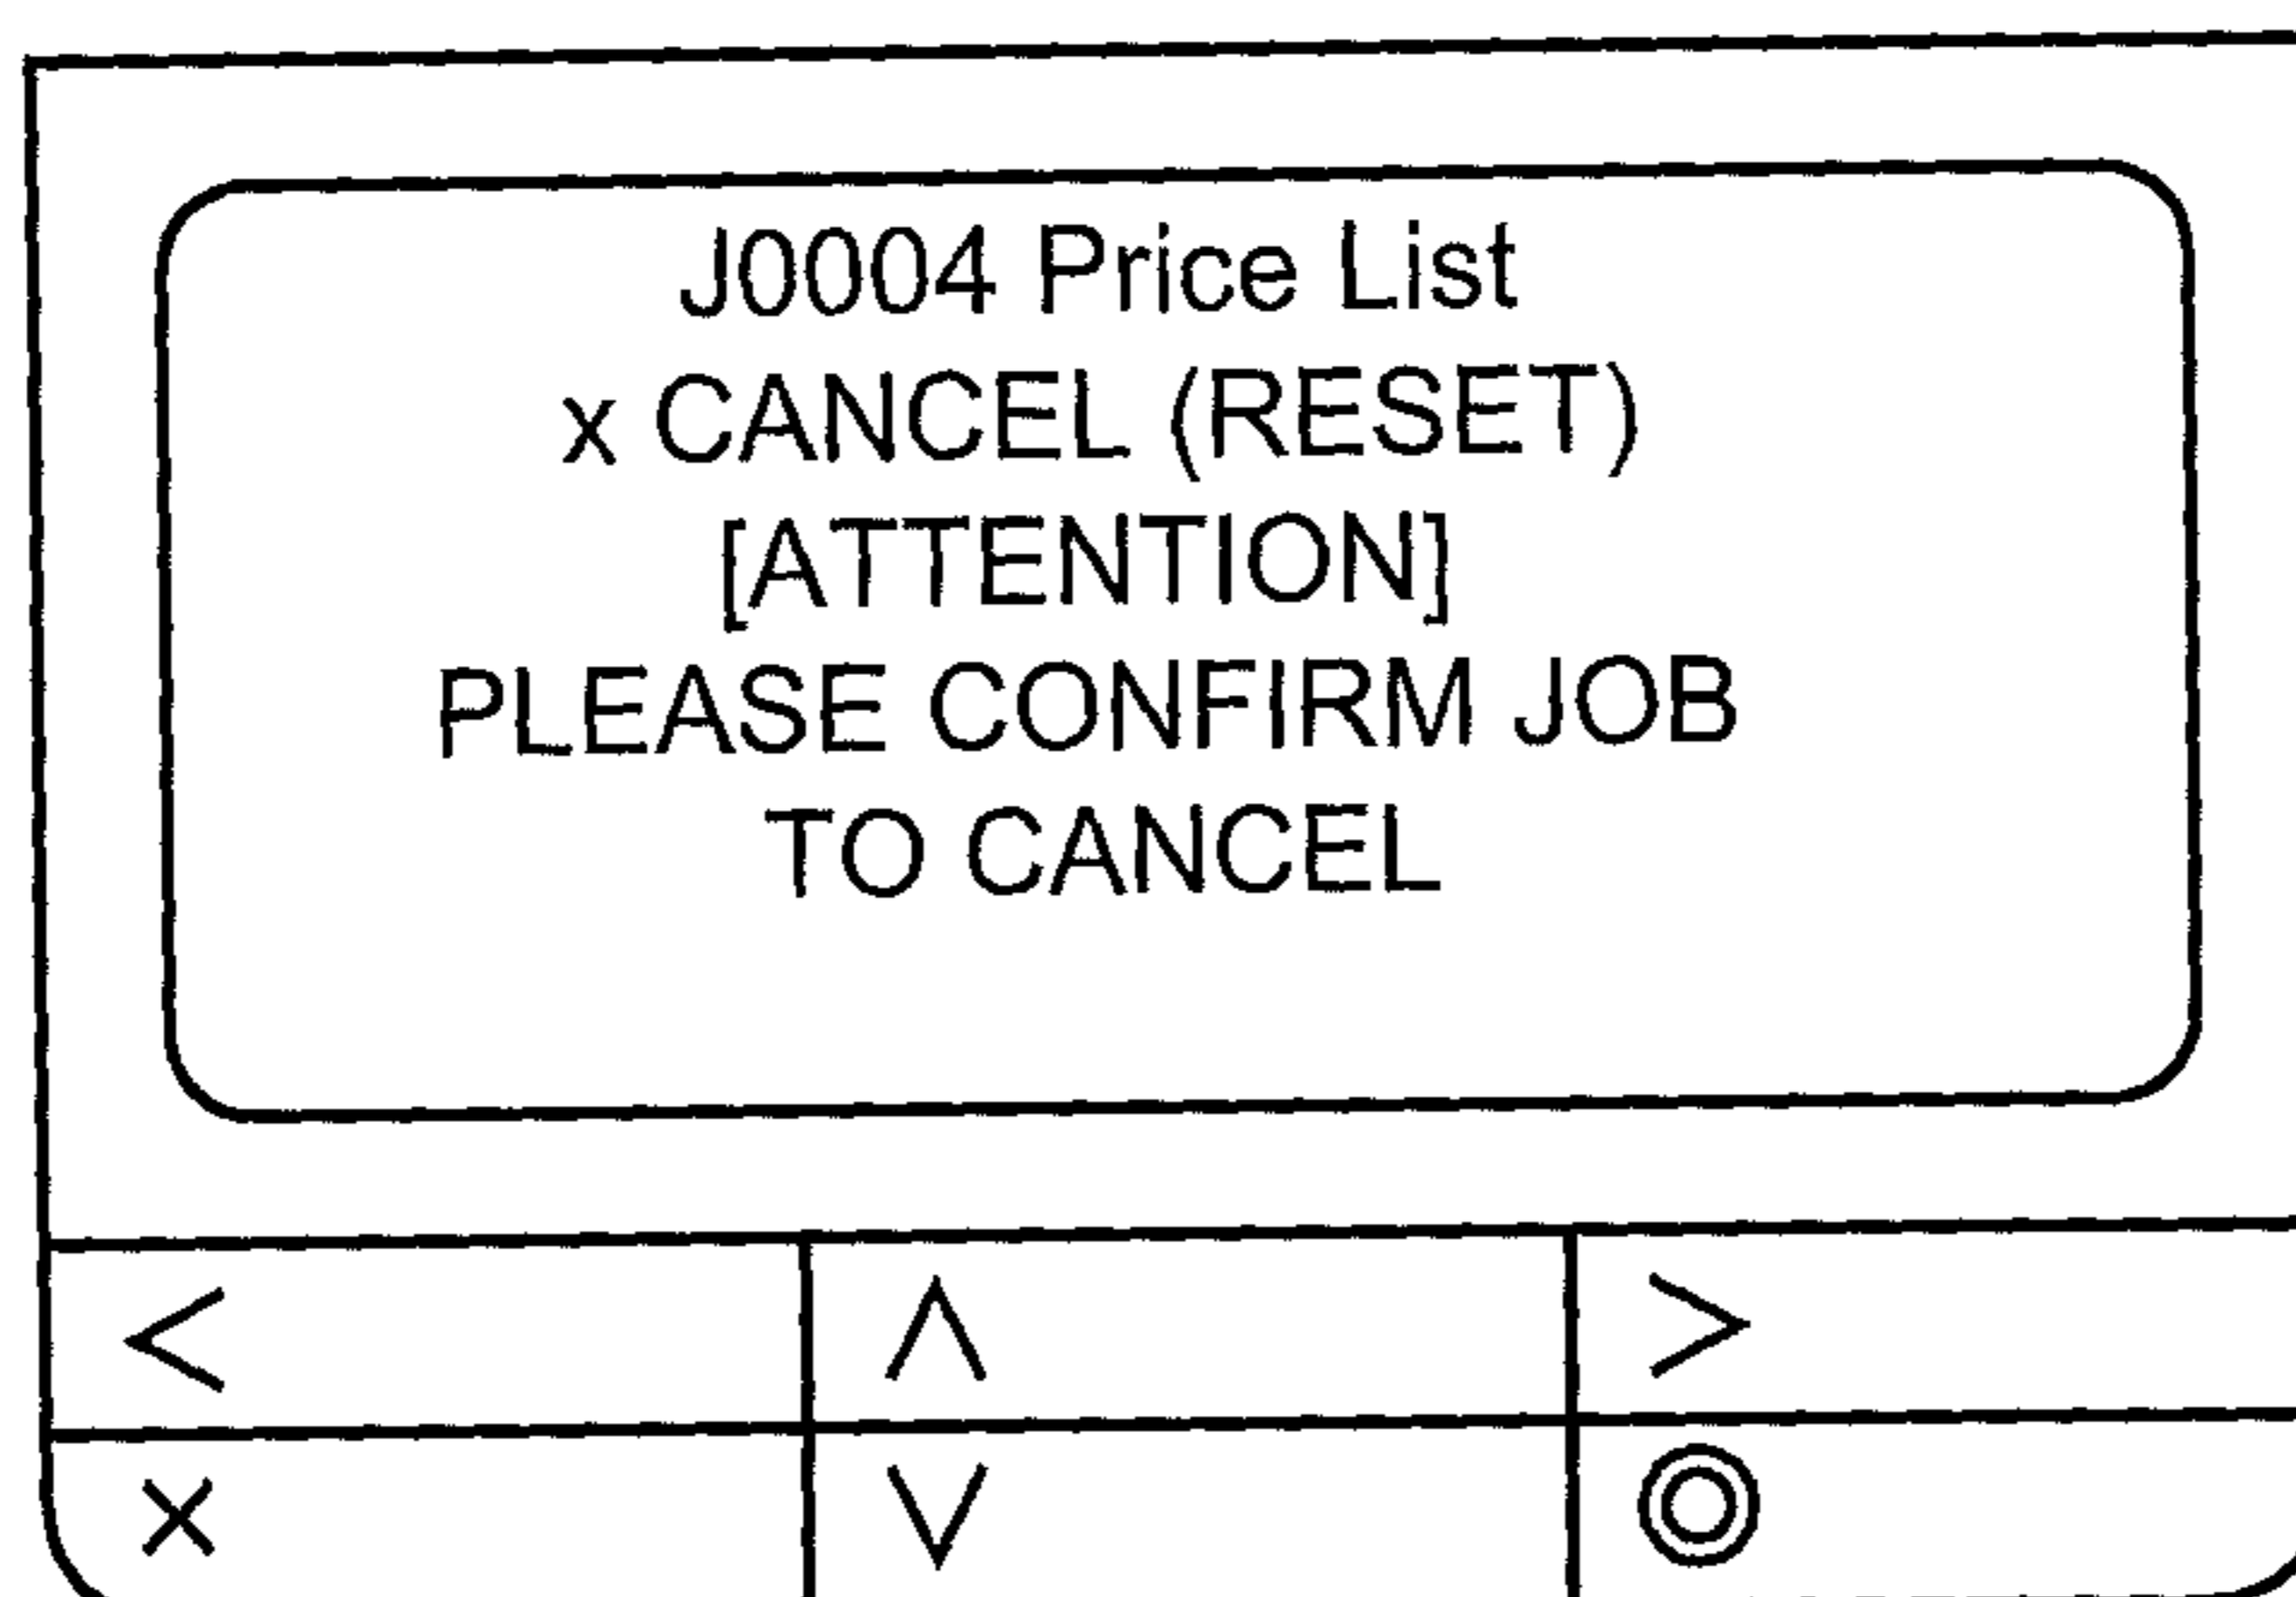 J0004 Price List
x CANCEL (RESET)
[ATTENTION]
PLEASE CONFIRM JOB
TO CANCEL
< ∧ >
× ∨ ◎